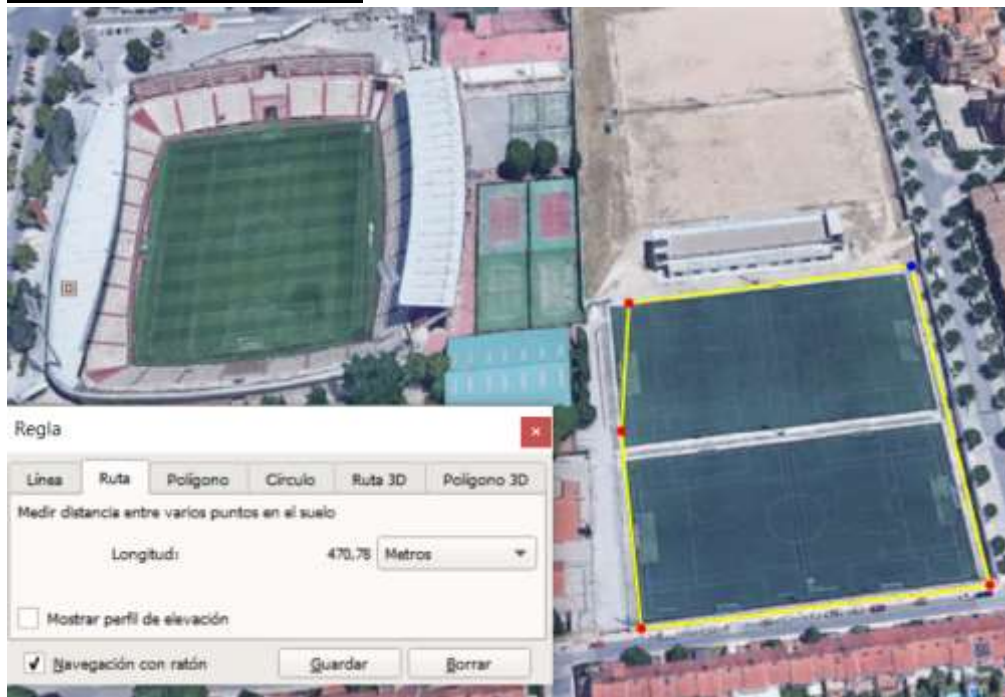 Regla
Línea Ruta Polígono Círculo Ruta 3D Polígono 3D
Medir distancia entre varios puntos en el suelo
Longitud: 470,78 Metros
Mostrar perfil de elevación
Navegación con ratón Guardar Borrar